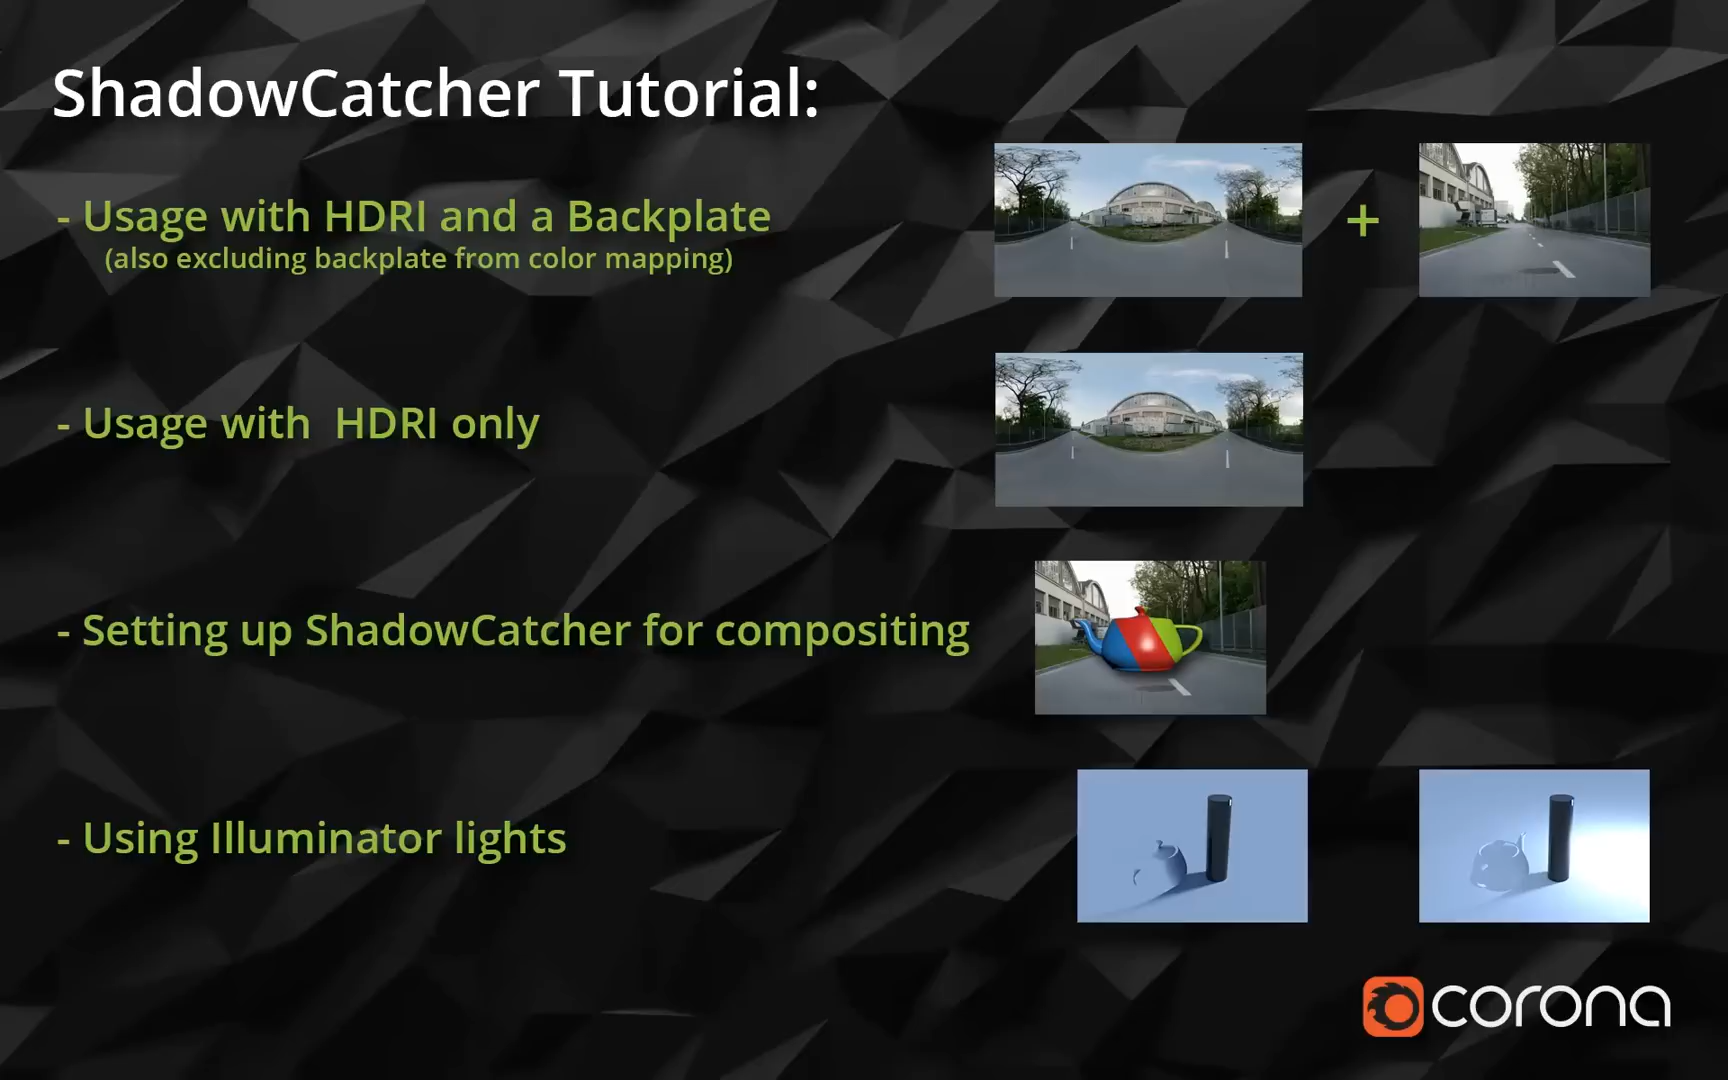 ShadowCatcher Tutorial:
- Usage with HDRI and a Backplate
(also excluding backplate from color mapping)
+
- Usage with  HDRI only
- Setting up ShadowCatcher for compositing
- Using Illuminator lights
corona